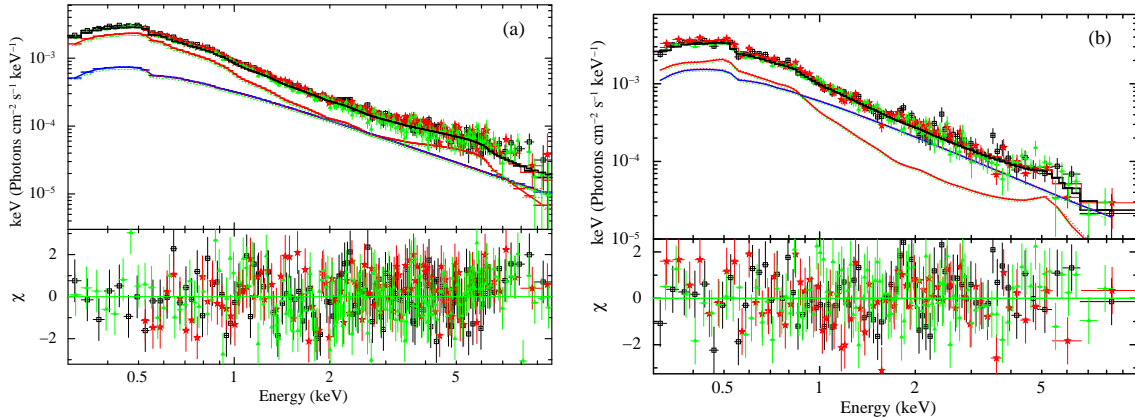 (a)
keV (Photons cm⁻² s⁻¹ keV⁻¹)
10⁻³
10⁻⁴
10⁻⁵
χ
2
0
−2
0.5 1 2 5
Energy (keV)
(b)
keV (Photons cm⁻² s⁻¹ keV⁻¹)
10⁻²
10⁻³
10⁻⁴
10⁻⁵
χ
2
0
−2
0.5 1 2 5
Energy (keV)